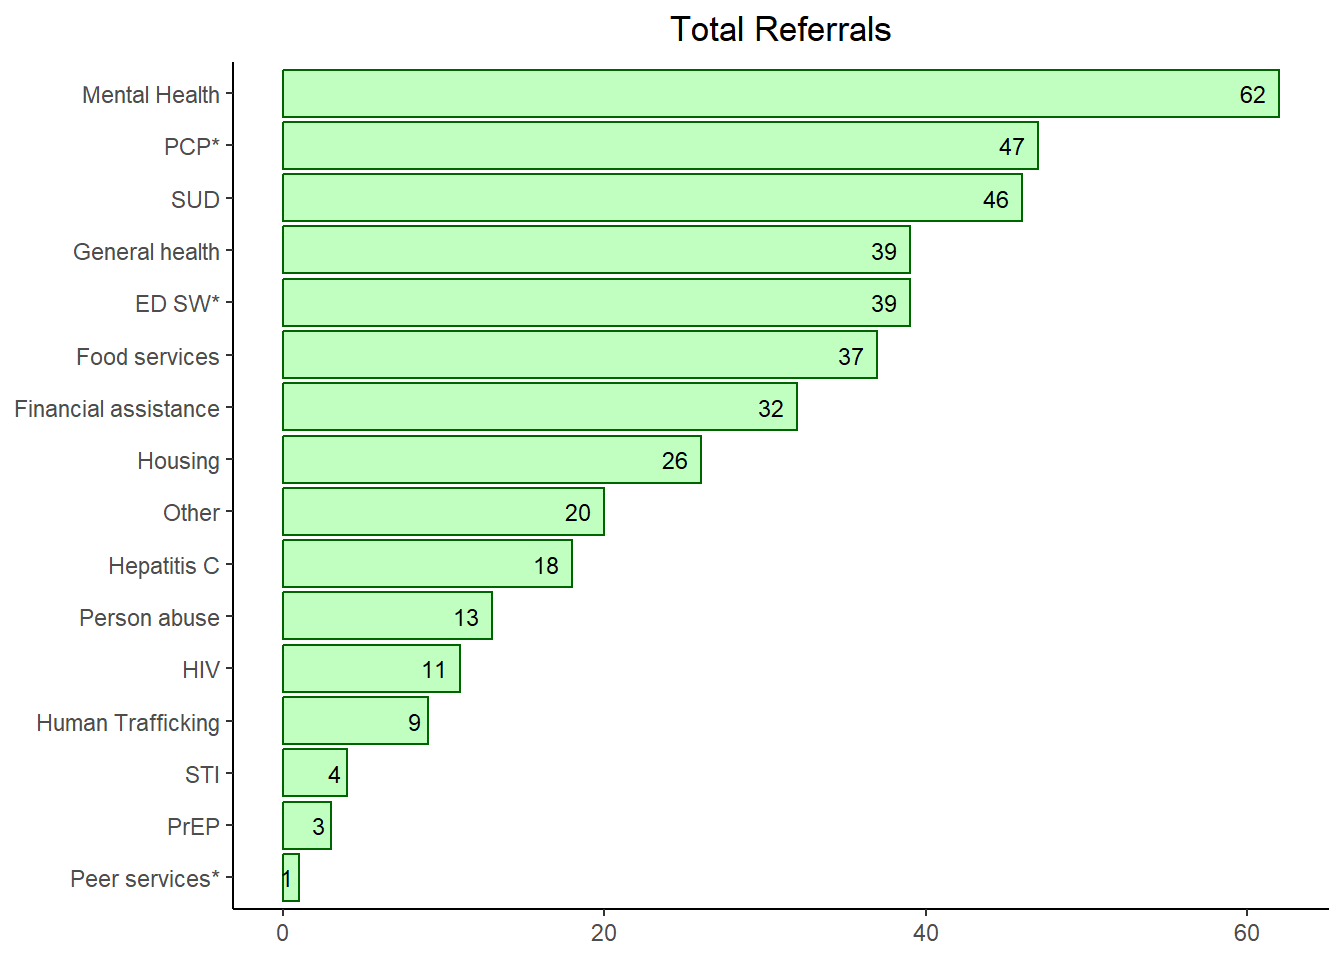 Total Referrals
Mental Health 62
PCP* 47
SUD 46
General health 39
ED SW* 39
Food services 37
Financial assistance 32
Housing 26
Other 20
Hepatitis C 18
Person abuse 13
HIV 11
Human Trafficking 9
STI 4
PrEP 3
Peer services* 1
0 20 40 60